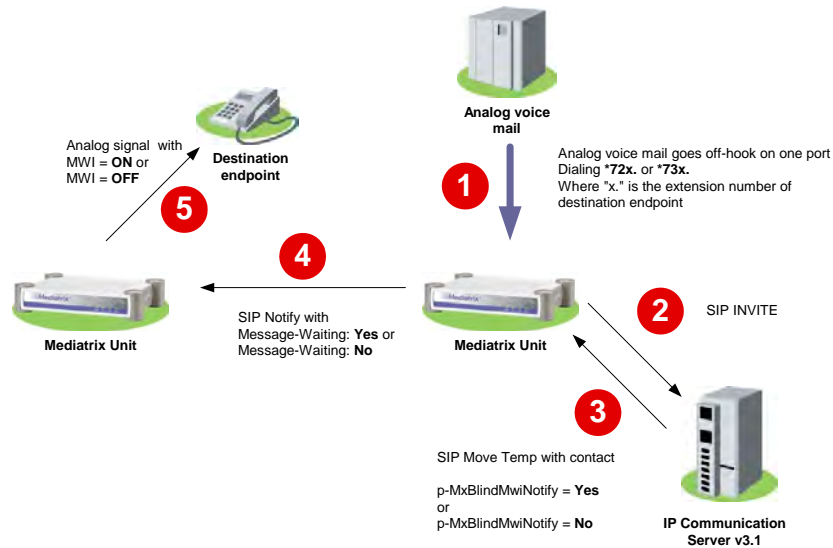 Analog voice
mail
Analog signal with
MWI = ON or
MWI = OFF
Destination
endpoint
Analog voice mail goes off-hook on one port
Dialing *72x. or *73x.
Where "x." is the extension number of
destination endpoint
1
5
4
Mediatrix
Mediatrix Unit
SIP Notify with
Message-Waiting: Yes or
Message-Waiting: No
Mediatrix
Mediatrix Unit
2
SIP INVITE
3
SIP Move Temp with contact
p-MxBlindMwiNotify = Yes
or
p-MxBlindMwiNotify = No
IP Communication
Server v3.1